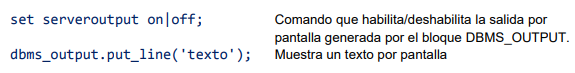 set serveroutput on|off;
Comando que habilita/deshabilita la salida por
pantalla generada por el bloque DBMS_OUTPUT.
dbms_output.put_line('texto');
Muestra un texto por pantalla